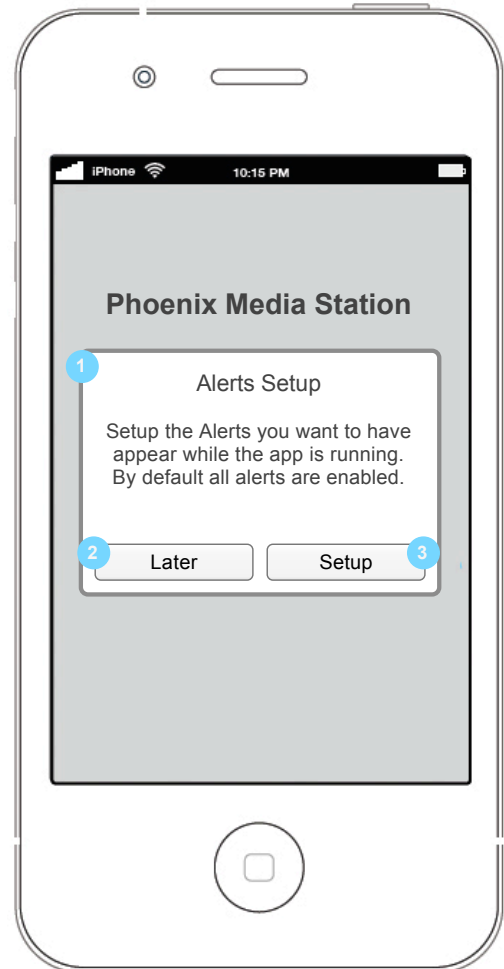 iPhone 10:15 PM
Phoenix Media Station
1
Alerts Setup
Setup the Alerts you want to have
appear while the app is running.
By default all alerts are enabled.
2 Later Setup 3